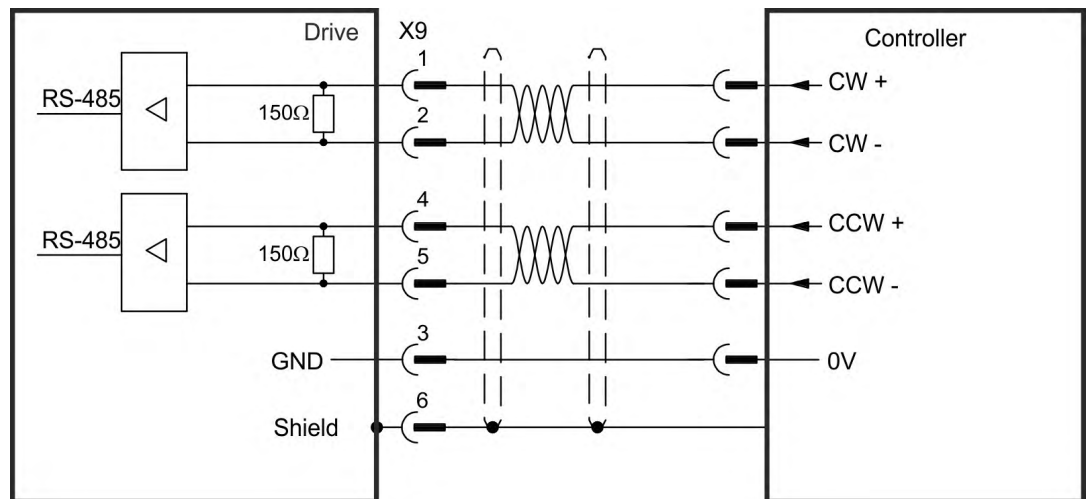 Drive
X9
Controller
1
CW +
RS-485
150Ω
2
CW -
4
CCW +
RS-485
150Ω
5
CCW -
3
GND
0V
6
Shield